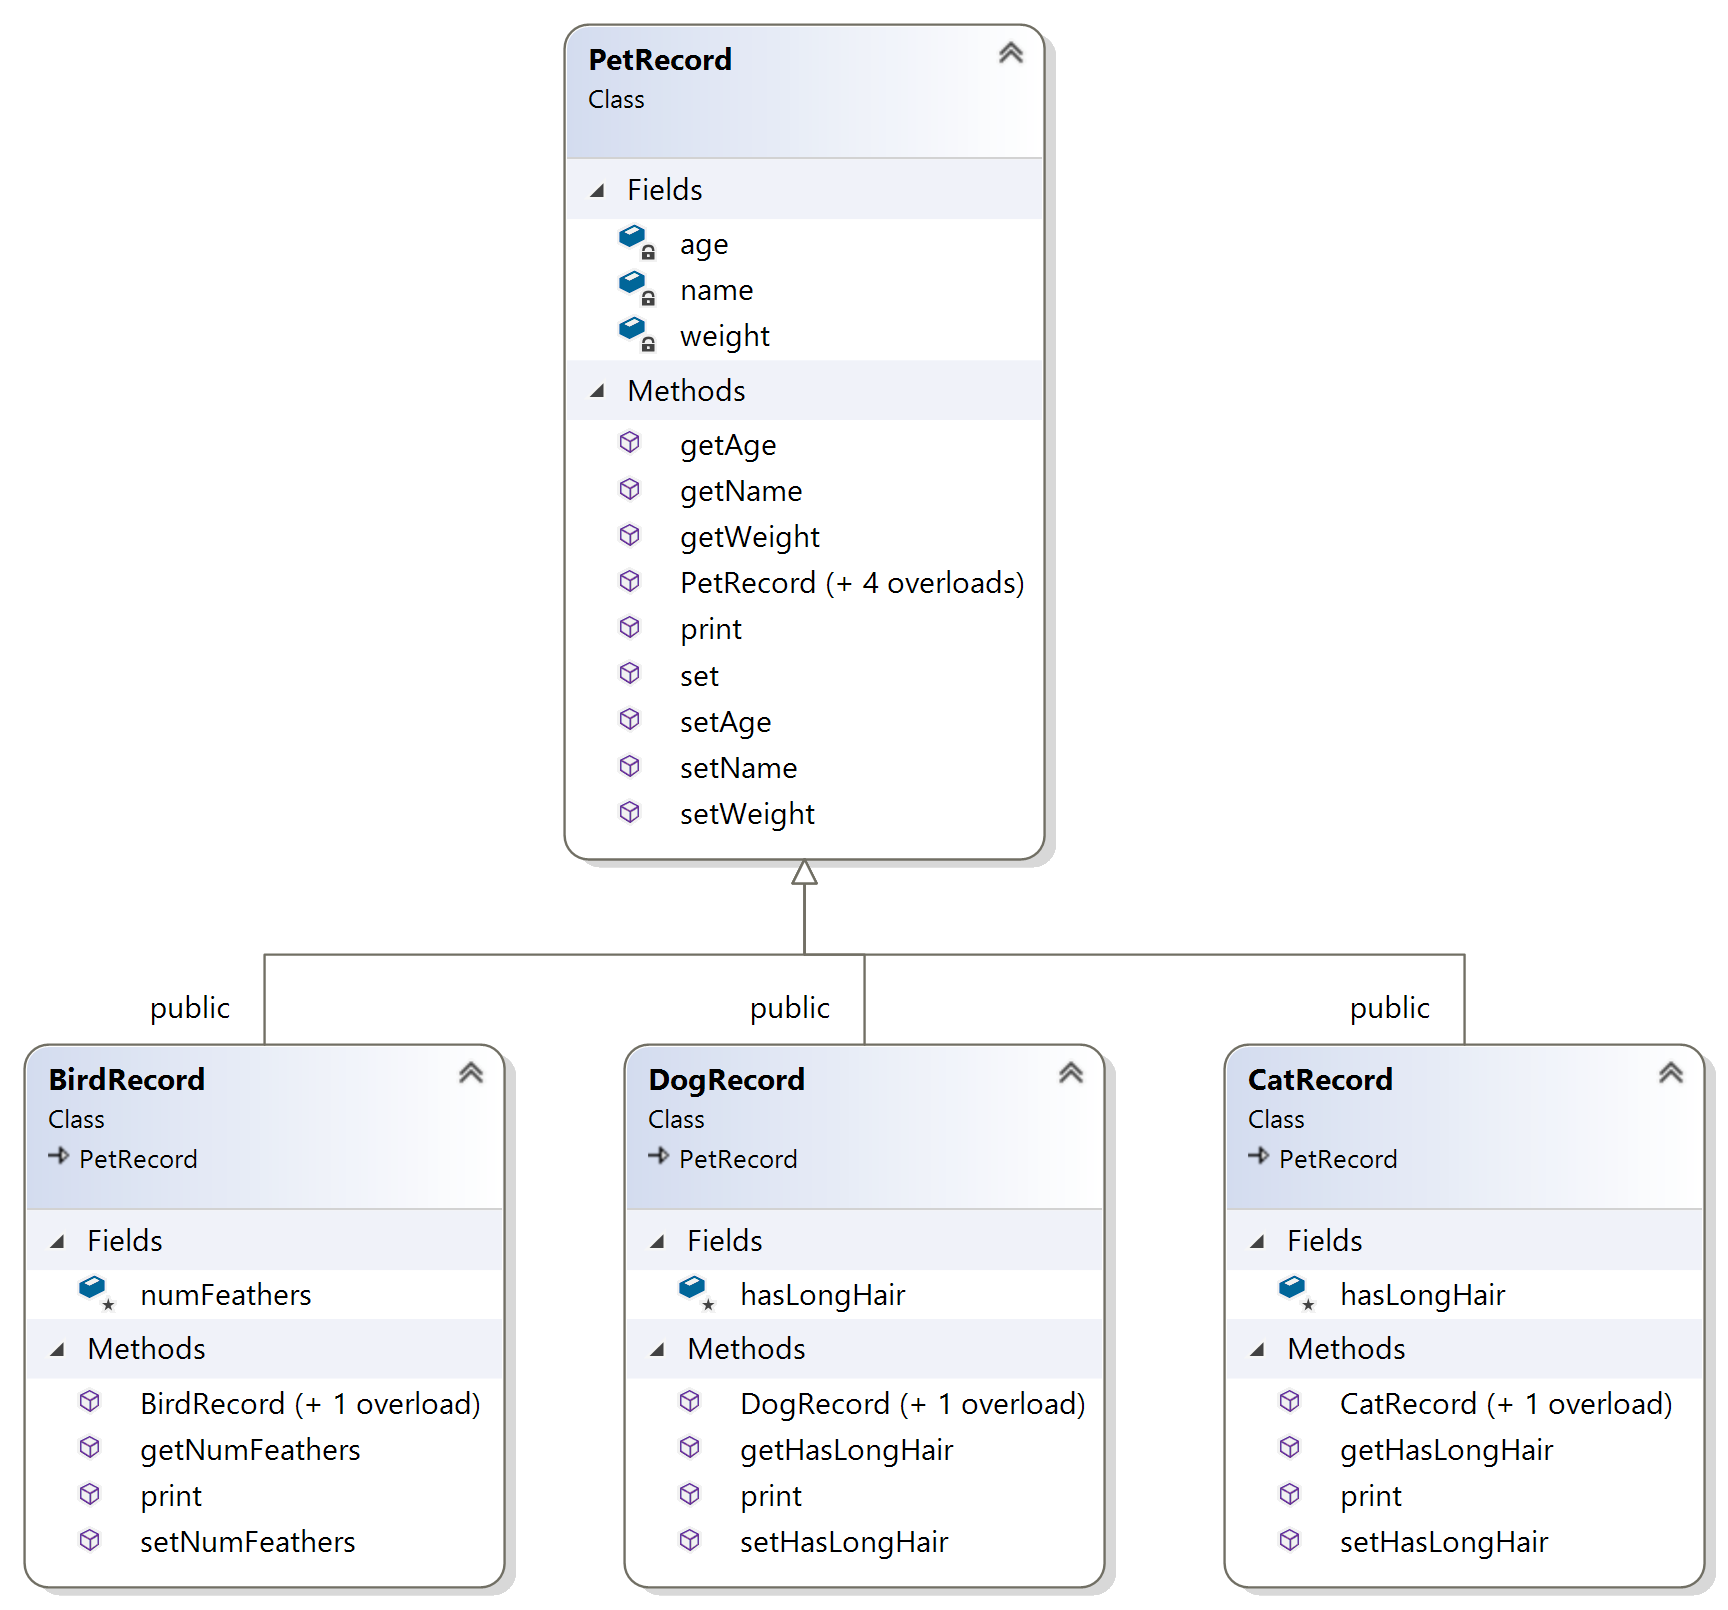 PetRecord
Class
Fields
age
name
weight
Methods
getAge
getName
getWeight
PetRecord (+ 4 overloads)
print
set
setAge
setName
setWeight
public
public
public
BirdRecord
Class
PetRecord
Fields
numFeathers
Methods
BirdRecord (+ 1 overload)
getNumFeathers
print
setNumFeathers
DogRecord
Class
PetRecord
Fields
hasLongHair
Methods
DogRecord (+ 1 overload)
getHasLongHair
print
setHasLongHair
CatRecord
Class
PetRecord
Fields
hasLongHair
Methods
CatRecord (+ 1 overload)
getHasLongHair
print
setHasLongHair